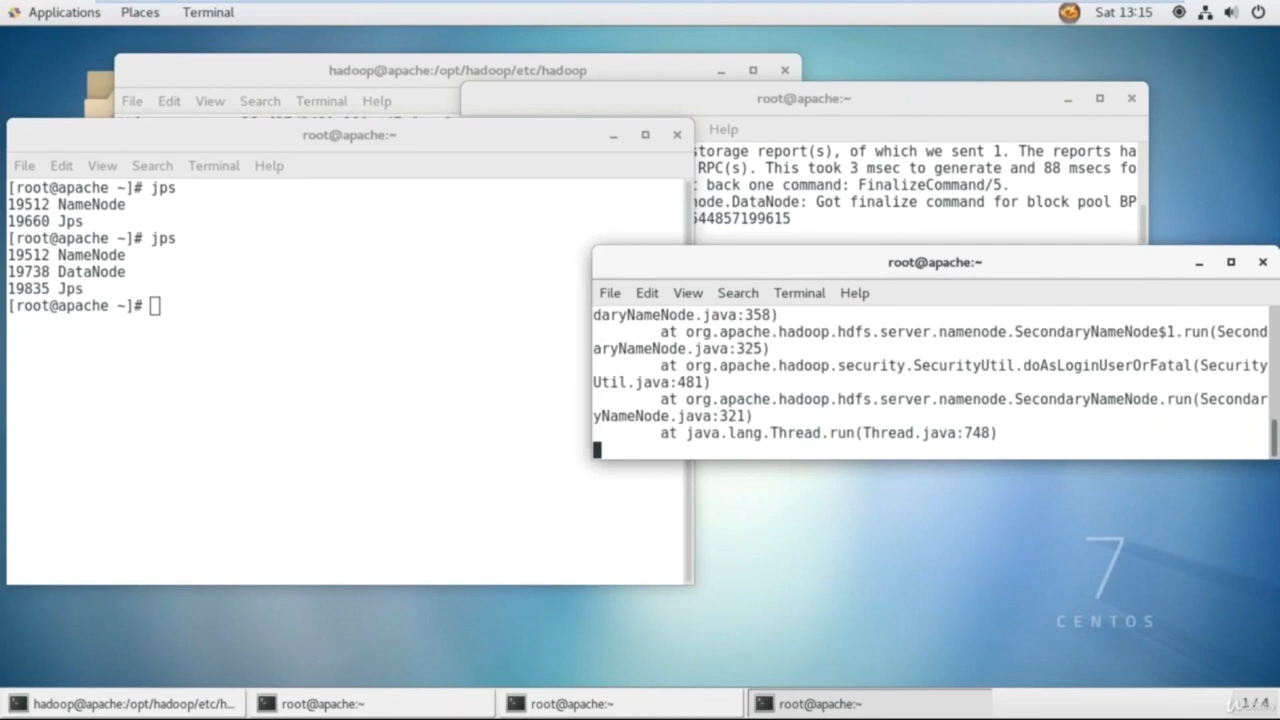 Applications Places Terminal Sat 13:15
hadoop@apache:/opt/hadoop/etc/hadoop
File Edit View Search Terminal Help
root@apache:~
Help
storage report(s), of which we sent 1. The reports ha
RPC(s). This took 3 msec to generate and 88 msecs fo
t back one command: FinalizeCommand/5.
node.DataNode: Got finalize command for block pool BP
644857199615
root@apache:~
File Edit View Search Terminal Help
[root@apache ~]# jps
19512 NameNode
19660 Jps
[root@apache ~]# jps
19512 NameNode
19738 DataNode
19835 Jps
[root@apache ~]#
root@apache:~
File Edit View Search Terminal Help
daryNameNode.java:358)
at org.apache.hadoop.hdfs.server.namenode.SecondaryNameNode$1.run(Second
aryNameNode.java:325)
at org.apache.hadoop.security.SecurityUtil.doAsLoginUserOrFatal(Security
Util.java:481)
at org.apache.hadoop.hdfs.server.namenode.SecondaryNameNode.run(Secondar
yNameNode.java:321)
at java.lang.Thread.run(Thread.java:748)
7
CENTOS
hadoop@apache:/opt/hadoop/etc/h... root@apache:~ root@apache:~ root@apache:~ 1 / 4